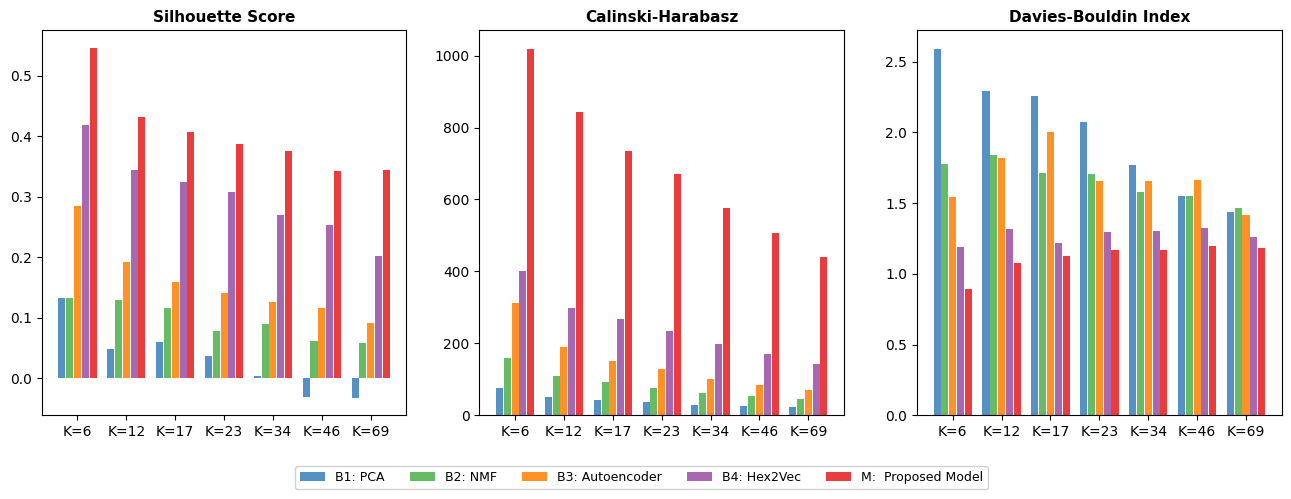 Silhouette Score
0.5
0.4
0.3
0.2
0.1
0.0
K=6 K=12 K=17 K=23 K=34 K=46 K=69
Calinski-Harabasz
1000
800
600
400
200
0
K=6 K=12 K=17 K=23 K=34 K=46 K=69
Davies-Bouldin Index
2.5
2.0
1.5
1.0
0.5
0.0
K=6 K=12 K=17 K=23 K=34 K=46 K=69
B1: PCA B2: NMF B3: Autoencoder B4: Hex2Vec M: Proposed Model